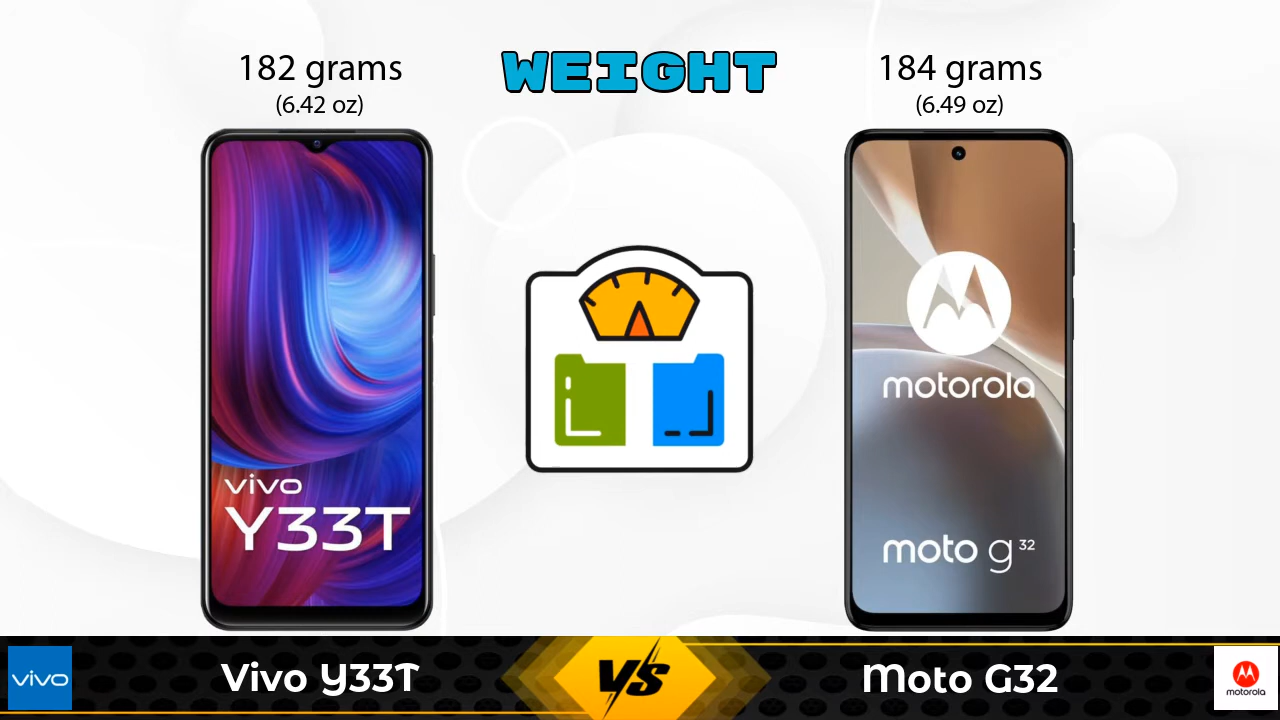 WEIGHT
182 grams
(6.42 oz)
184 grams
(6.49 oz)
vivo
Y33T
motorola
moto g 32
vivo
Vivo Y33T
VS
Moto G32
motorola